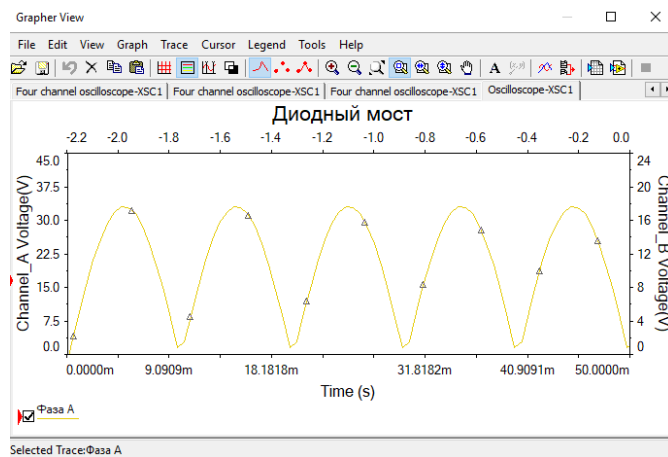 Grapher View
File Edit View Graph Trace Cursor Legend Tools Help
Four channel oscilloscope-XSC1 Four channel oscilloscope-XSC1 Four channel oscilloscope-XSC1 Oscilloscope-XSC1
Диодный мост
-2.2 -2.0 -1.8 -1.6 -1.4 -1.2 -1.0 -0.8 -0.6 -0.4 -0.2 0.0
45.0
37.5
30.0
22.5
15.0
7.5
0.0
Channel_A Voltage(V)
24
20
16
12
8
4
0
Channel_B Voltage(V)
0.0000m 9.0909m 18.1818m 31.8182m 40.9091m 50.0000m
Time (s)
Фаза A
Selected Trace:Фаза A